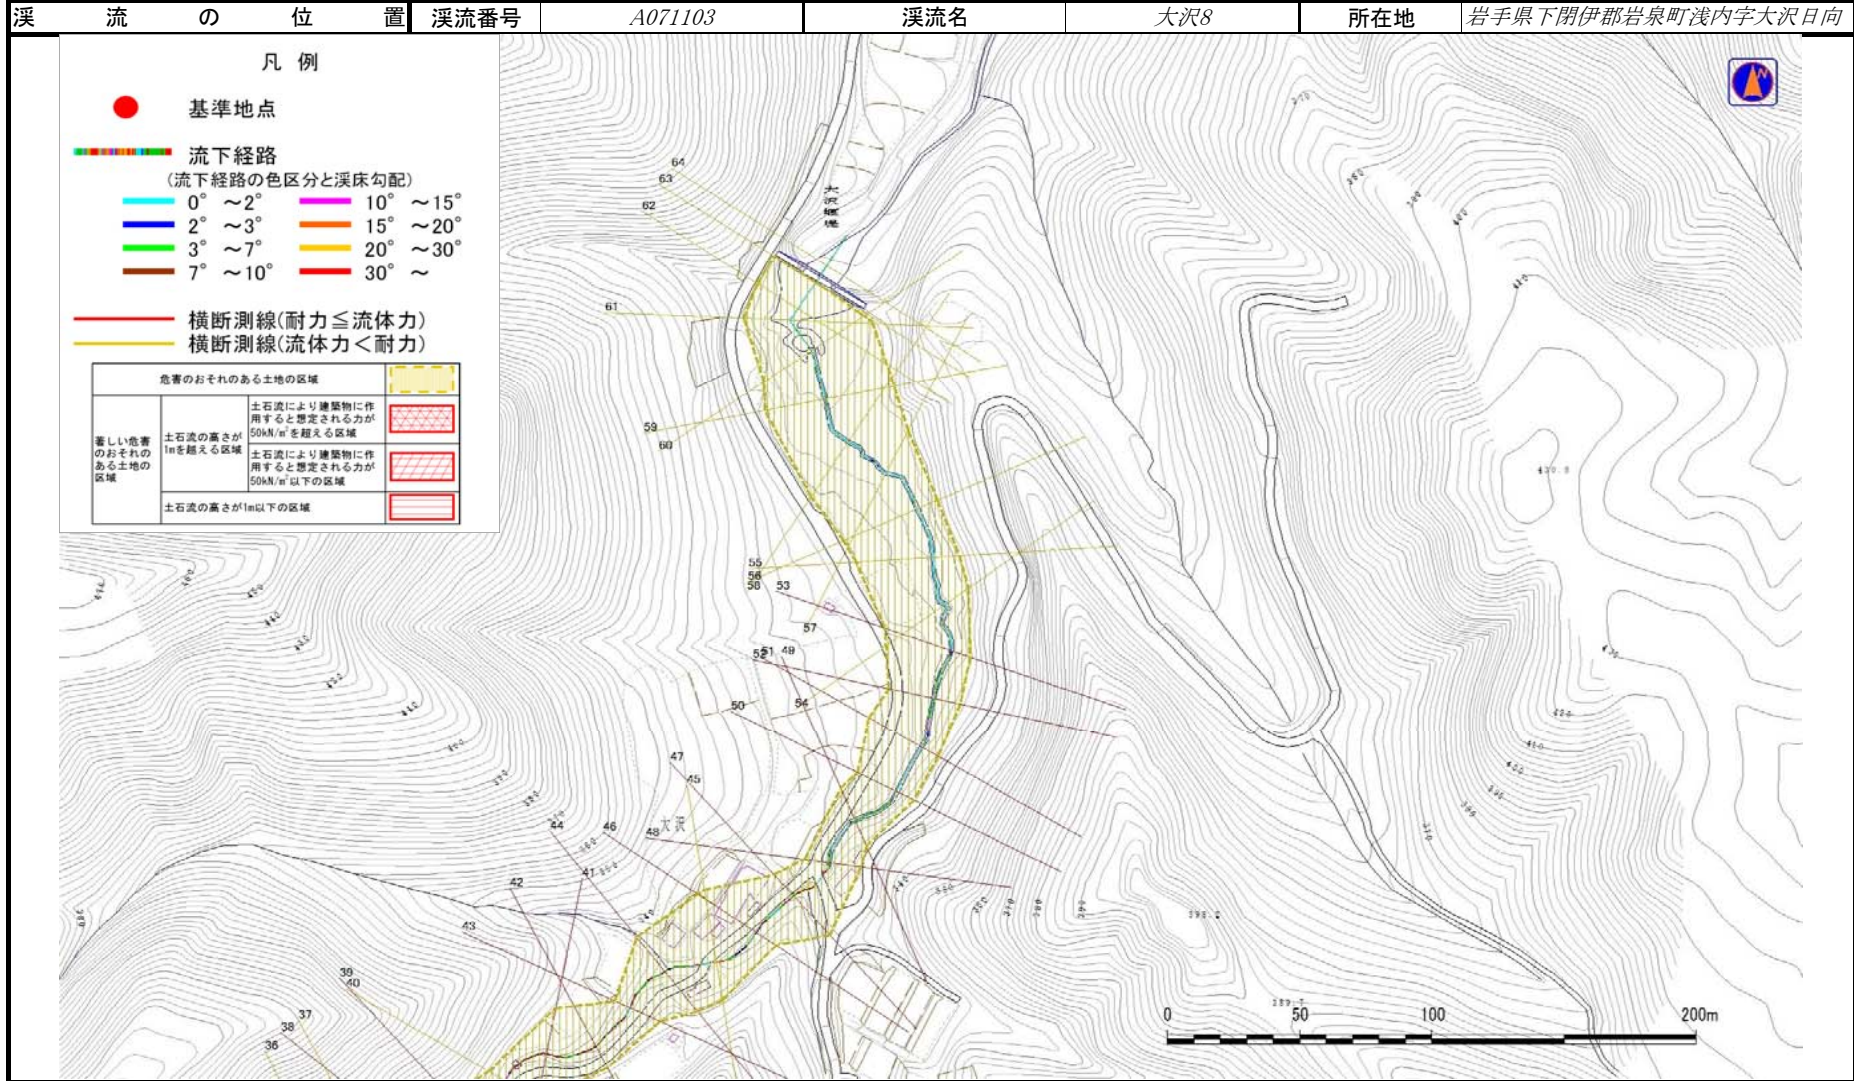 渓流の位置 渓流番号 A071103 渓流名 大沢8 所在地 岩手県下閉伊郡岩泉町浅内字大沢日向
凡 例
基準地点
流下経路
(流下経路の色区分と渓床勾配)
0° ～2° 10° ～15°
2° ～3° 15° ～20°
3° ～7° 20° ～30°
7° ～10° 30° ～
横断測線(耐力≦流体力)
横断測線(流体力＜耐力)
危害のおそれのある土地の区域
著しい危害
のおそれの
ある土地の
区域
土石流の高さが
1mを越える区域
土石流により建築物に作
用すると想定される力が
50kN/m²を超える区域
土石流により建築物に作
用すると想定される力が
50kN/m²以下の区域
土石流の高さが1m以下の区域
N
大沢堰堤
64
63
62
61
59
60
55
56
58 53
57
52 51 49
50 54
47
45
44 46 48 大沢
42 41
43
39
40
37
38
36
430.8
398.2
0 50 100 200m